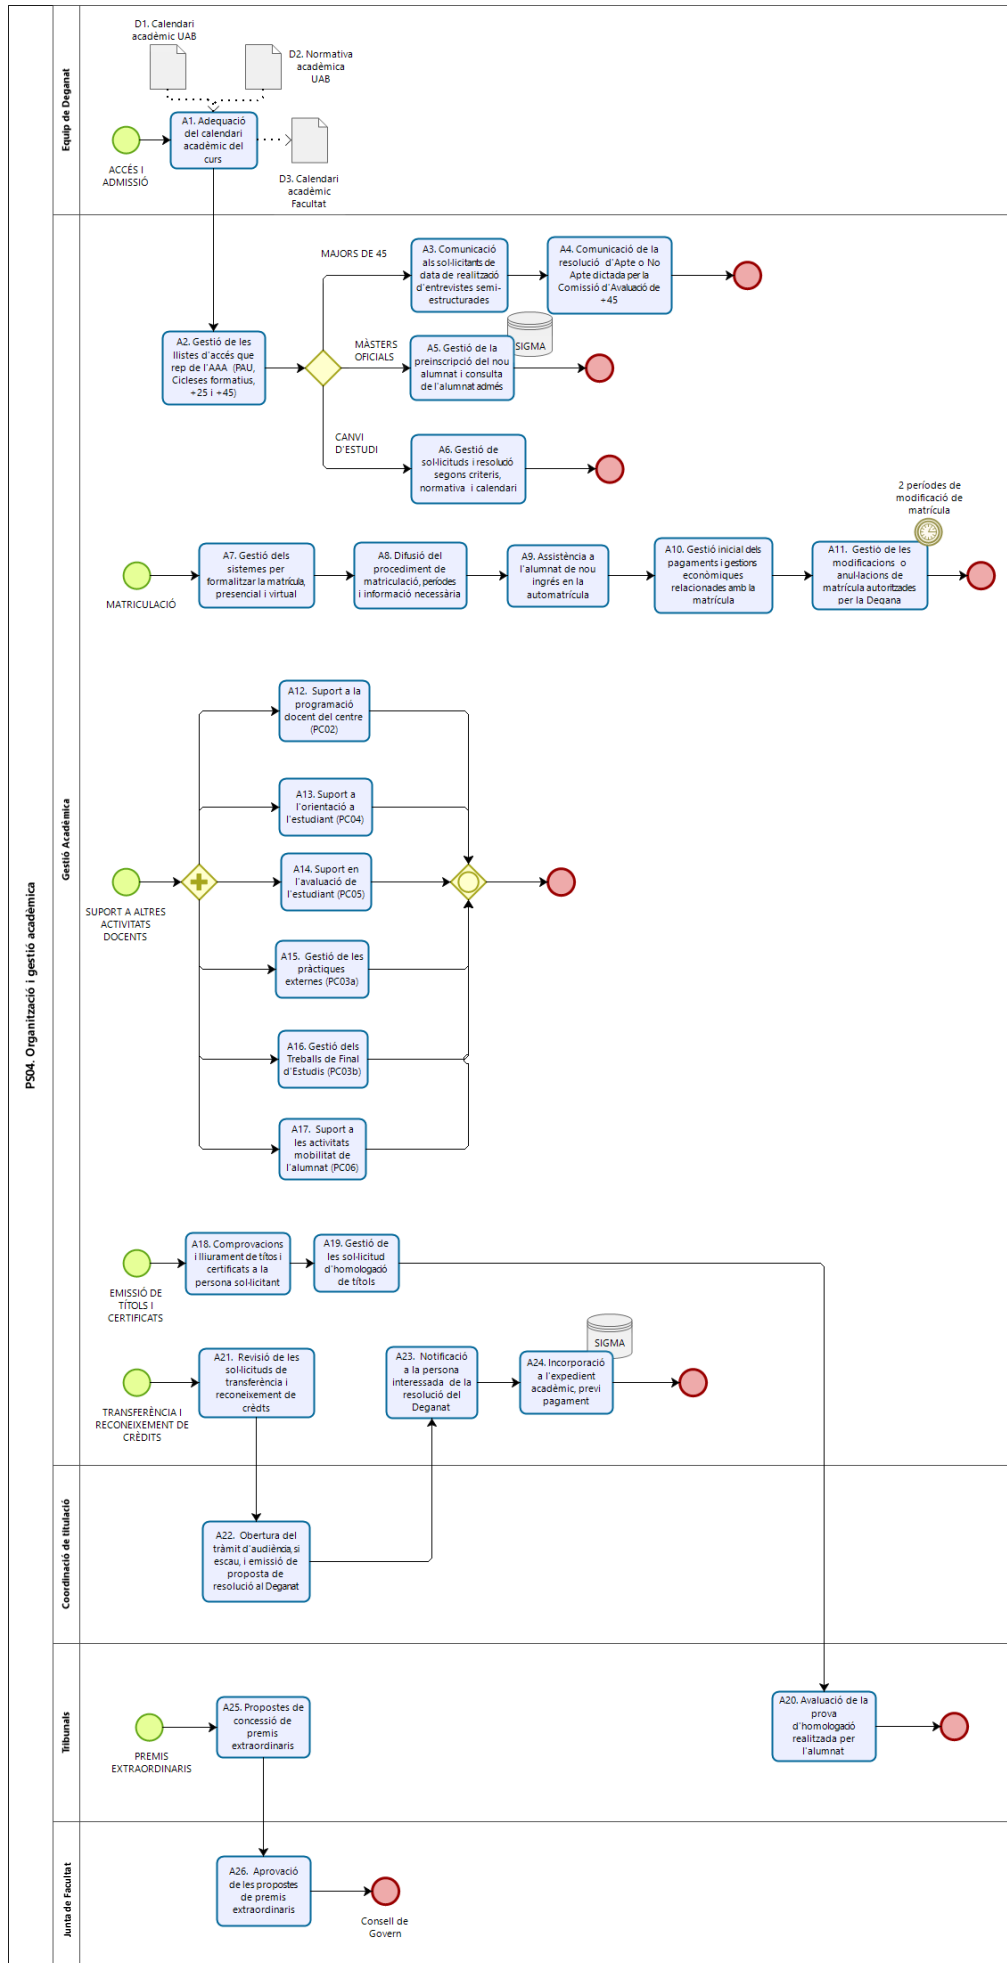 PS04. Organització i gestió acadèmica
Equip de Deganat
D1. Calendari
acadèmic UAB
D2. Normativa
acadèmica
UAB
A1. Adequació
del calendari
acadèmic del
curs
ACCÉS I
ADMISSIÓ
D3. Calendari
acadèmic
Facultat
Gestió Acadèmica
MAJORS DE 45
A3. Comunicació
als sol·licitants de
data de realització
d'entrevistes semi-
estructurades
A4. Comunicació de la
resolució d'Apte o No
Apte dictada per la
Comissió d'Avaluació de
+45
A2. Gestió de les
llistes d'accés que
rep de l'AAA (PAU,
Cicleses formatius,
+25 i +45)
MÀSTERS
OFICIALS
SIGMA
A5. Gestió de la
preinscripció del nou
alumnat i consulta
de l'alumnat admés
CANVI
D'ESTUDI
A6. Gestió de
sol·licituds i resolució
segons criteris,
normativa i calendari
2 períodes de
modificació de
matrícula
MATRICULACIÓ
A7. Gestió dels
sistemes per
formalitzar la matrícula,
presencial i virtual
A8. Difusió del
procediment de
matriculació, períodes
i informació necessària
A9. Assistència a
l'alumnat de nou
ingrés en la
automatrícula
A10. Gestió inicial dels
pagaments i gestions
econòmiques
relacionades amb la
matrícula
A11. Gestió de les
modificacions o
anul·lacions de
matrícula autoritzades
per la Degana
A12. Suport a la
programació
docent del centre
(PC02)
A13. Suport a
l'orientació a
l'estudiant (PC04)
SUPORT A ALTRES
ACTIVITATS
DOCENTS
A14. Suport en
l'avaluació de
l'estudiant (PC05)
A15. Gestió de les
pràctiques
externes (PC03a)
A16. Gestió dels
Treballs de Final
d'Estudis (PC03b)
A17. Suport a
les activitats
mobilitat de
l'alumnat (PC06)
EMISSIÓ DE
TÍTOLS I
CERTIFICATS
A18. Comprovacions
i lliurament de títos i
certificats a la
persona sol·licitant
A19. Gestió de
les sol·licitud
d'homologació
de títols
TRANSFERÈNCIA I
RECONEIXEMENT DE
CRÈDITS
A21. Revisió de les
sol·licituds de
transferència i
reconeixement de
crèdts
A23. Notificació
a la persona
interessada de la
resolució del
Deganat
SIGMA
A24. Incorporació
a l'expedient
acadèmic, previ
pagament
Coordinació de titulació
A22. Obertura del
tràmit d'audiència, si
escau, i emissió de
proposta de
resolució al Deganat
Tribunals
PREMIS
EXTRAORDINARIS
A25. Propostes de
concessió de
premis
extraordinaris
A20. Avaluació de la
prova
d'homologació
realitzada per
l'alumnat
Junta de Facultat
A26. Aprovació
de les propostes
de premis
extraordinaris
Consell de
Govern